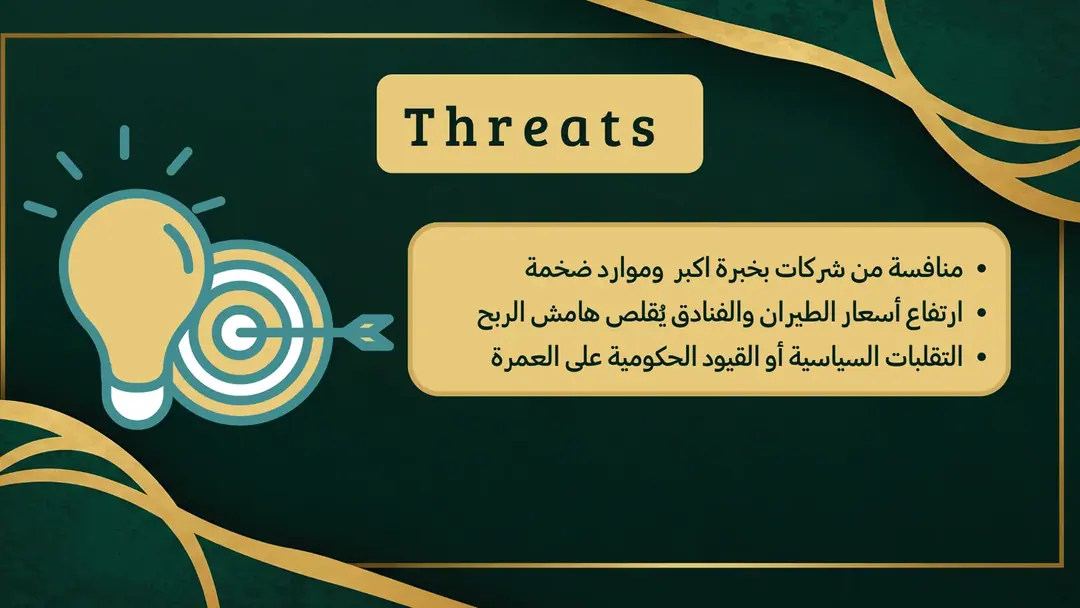 Threats
• منافسة من شركات بخبرة اكبر وموارد ضخمة
• ارتفاع أسعار الطيران والفنادق يُقلص هامش الربح
• التقلبات السياسية أو القيود الحكومية على العمرة